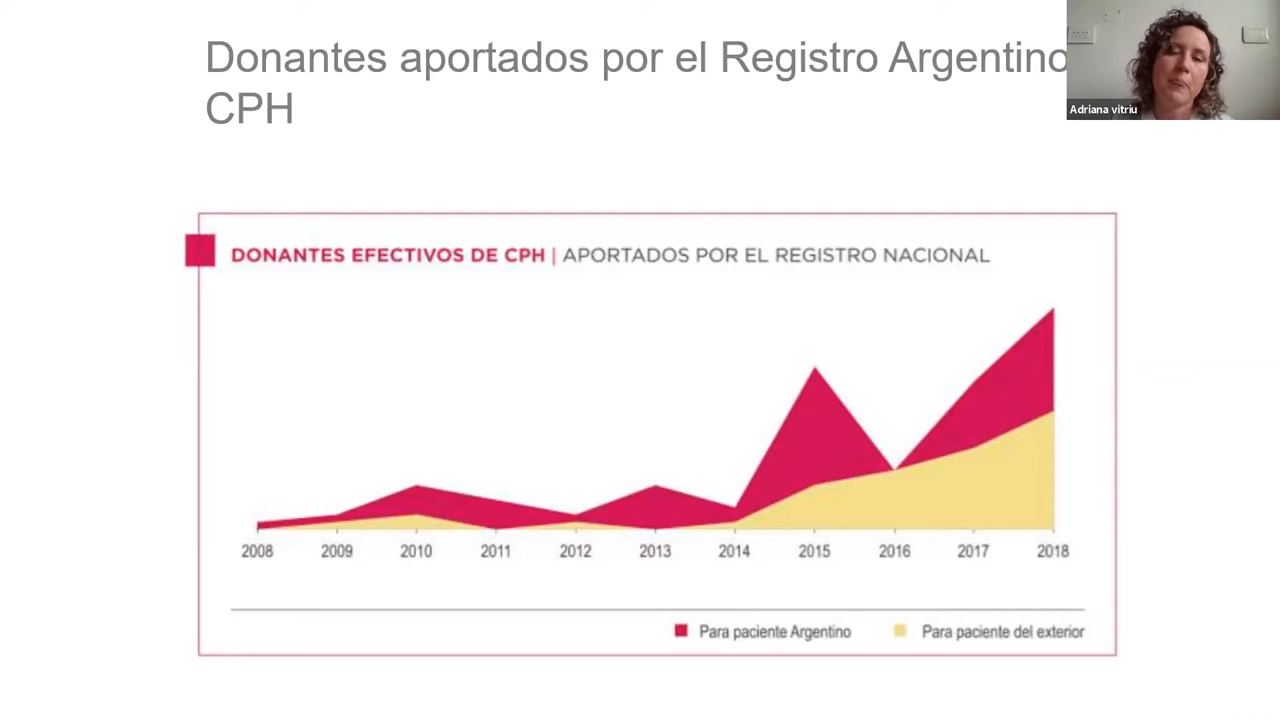 Donantes aportados por el Registro Argentino
CPH
Adriana vitriu
DONANTES EFECTIVOS DE CPH | APORTADOS POR EL REGISTRO NACIONAL
2008 2009 2010 2011 2012 2013 2014 2015 2016 2017 2018
Para paciente Argentino Para paciente del exterior